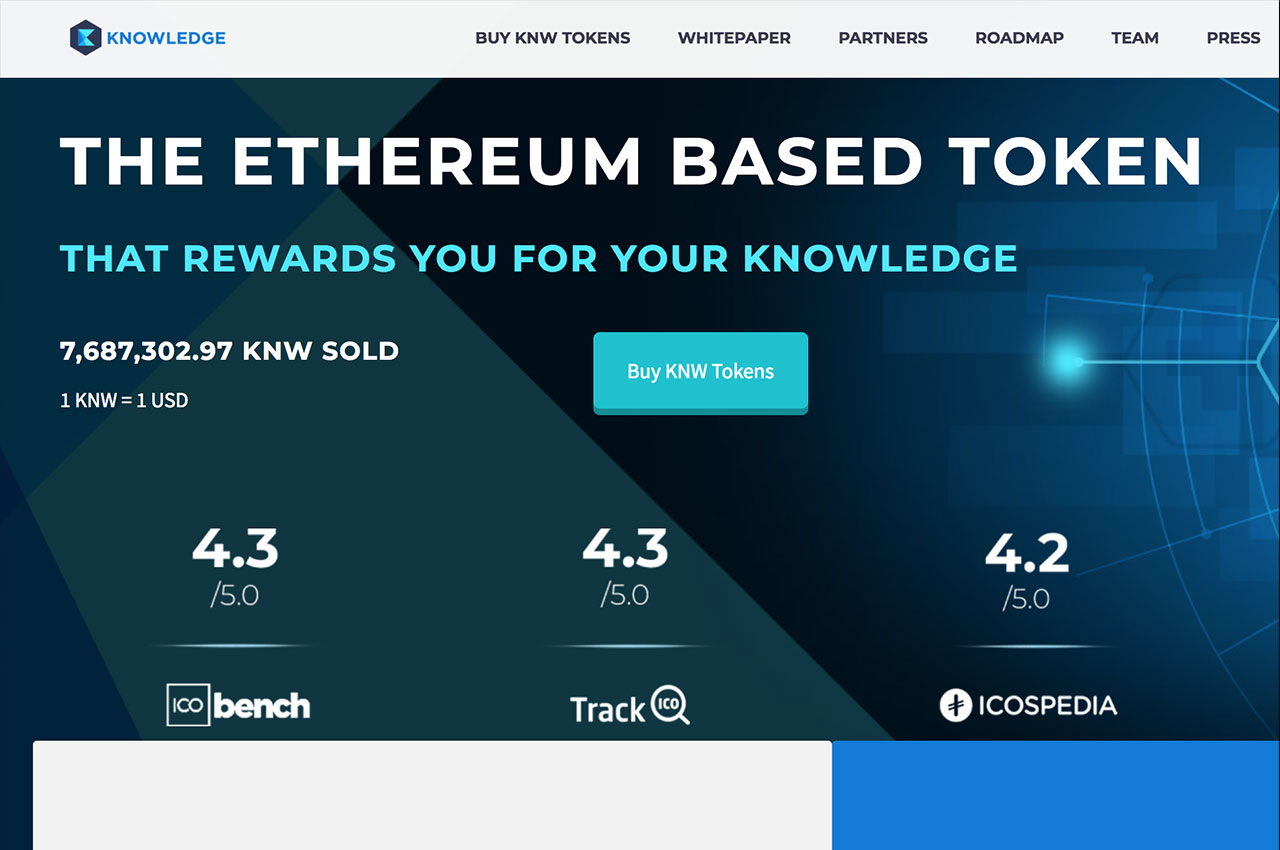 KNOWLEDGE
BUY KNW TOKENS WHITEPAPER PARTNERS ROADMAP TEAM PRESS
THE ETHEREUM BASED TOKEN
THAT REWARDS YOU FOR YOUR KNOWLEDGE
7,687,302.97 KNW SOLD
1 KNW = 1 USD
Buy KNW Tokens
4.3
/5.0
ICO bench
4.3
/5.0
Track ICO
4.2
/5.0
ICOSPEDIA